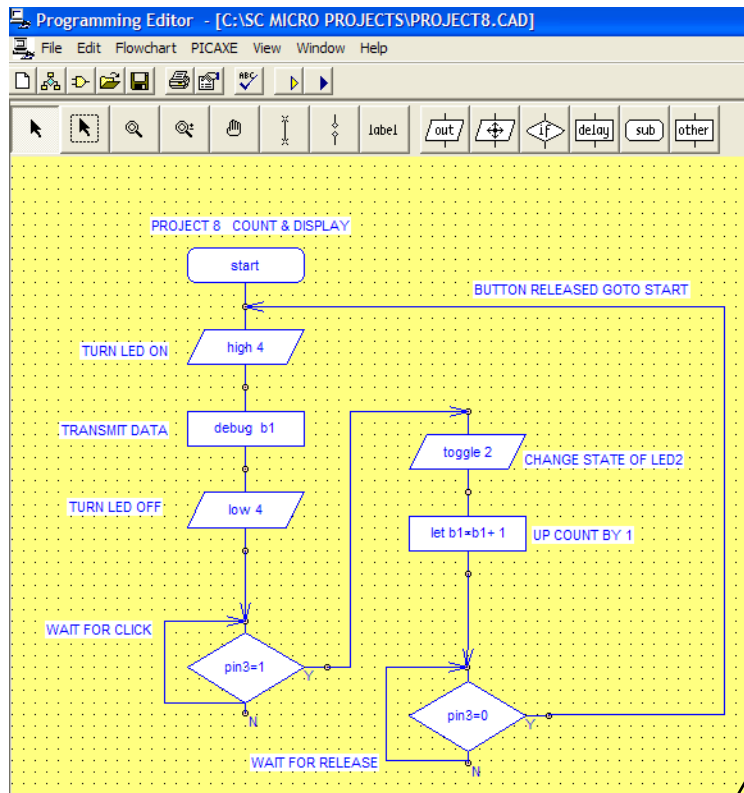 Programming Editor - [C:\SC MICRO PROJECTS\PROJECT8.CAD]
File Edit Flowchart PICAXE View Window Help
ABC
label out if delay sub other
PROJECT 8 COUNT & DISPLAY
start
BUTTON RELEASED GOTO START
TURN LED ON
high 4
TRANSMIT DATA
debug b1
toggle 2
CHANGE STATE OF LED2
TURN LED OFF
low 4
let b1=b1+ 1
UP COUNT BY 1
WAIT FOR CLICK
pin3=1
Y
N
pin3=0
Y
WAIT FOR RELEASE
N